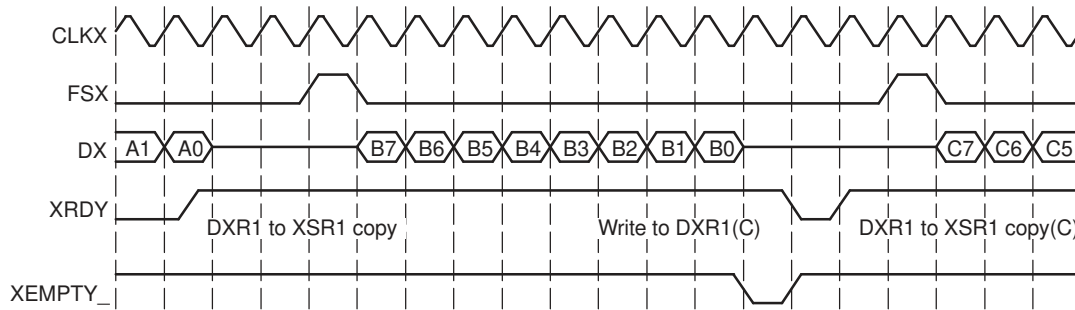 CLKX
FSX
DX A1 A0 B7 B6 B5 B4 B3 B2 B1 B0 C7 C6 C5
XRDY
DXR1 to XSR1 copy Write to DXR1(C) DXR1 to XSR1 copy(C)
XEMPTY_